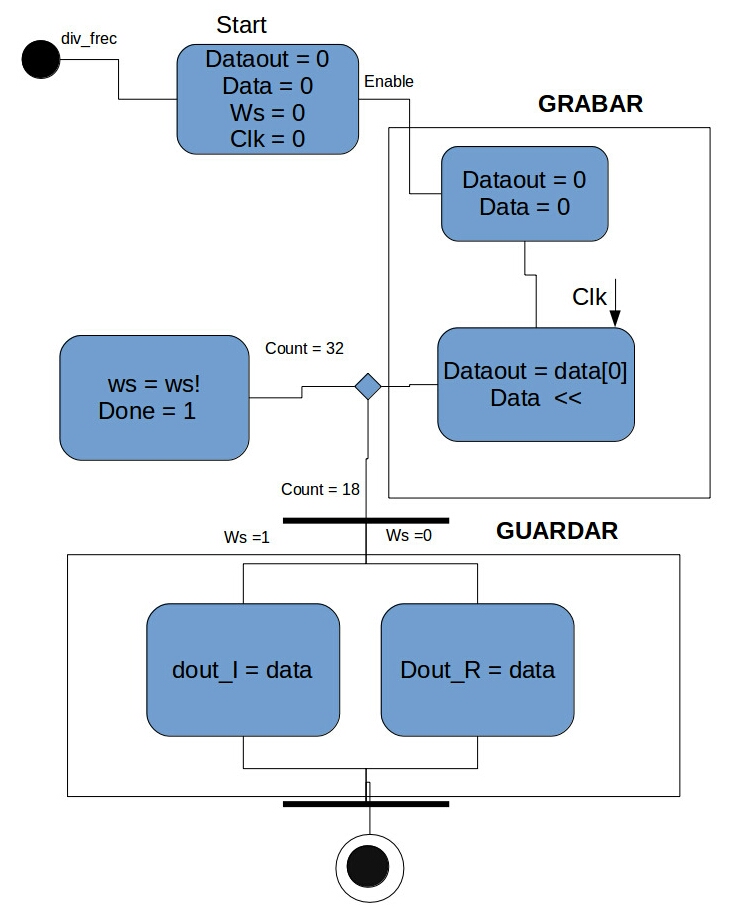 Start
div_frec
Dataout = 0
Data = 0
Ws = 0
Clk = 0
Enable
GRABAR
Dataout = 0
Data = 0
Clk
Dataout = data[0]
Data <<
Count = 32
ws = ws!
Done = 1
Count = 18
GUARDAR
Ws =1
Ws =0
dout_l = data
Dout_R = data